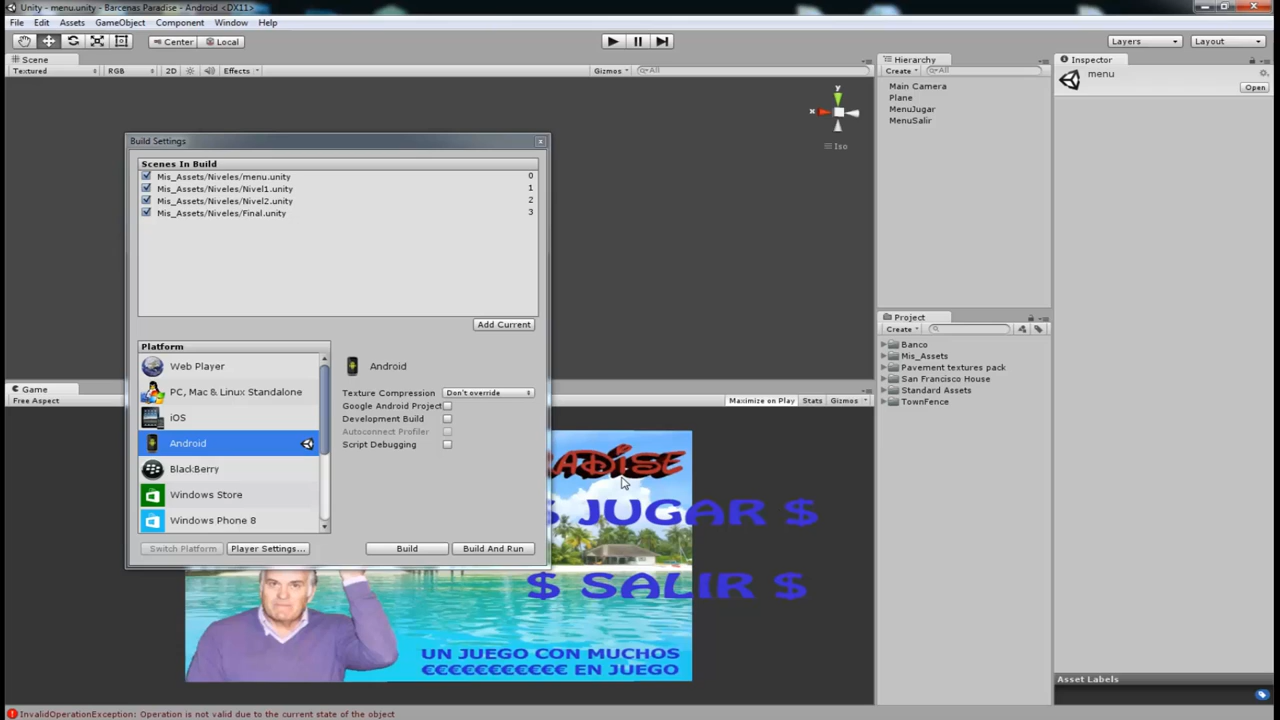 Unity - menu.unity - Barcenas Paradise - Android <DX11>
File Edit Assets GameObject Component Window Help
Center Local Layers Layout
Scene
Textured RGB 2D Effects Gizmos All
Hierarchy
Create All
Main Camera
Plane
MenuJugar
MenuSalir
Inspector
menu
Open
y
x
Iso
Build Settings
Scenes In Build
Mis_Assets/Niveles/menu.unity 0
Mis_Assets/Niveles/Nivel1.unity 1
Mis_Assets/Niveles/Nivel2.unity 2
Mis_Assets/Niveles/Final.unity 3
Add Current
Platform
Web Player
PC, Mac & Linux Standalone
iOS
Android
BlackBerry
Windows Store
Windows Phone 8
Android
Texture Compression Don't override
Google Android Project
Development Build
Autoconnect Profiler
Script Debugging
Switch Platform Player Settings... Build Build And Run
Project
Create
Banco
Mis_Assets
Pavement textures pack
San Francisco House
Standard Assets
TownFence
Game
Free Aspect Maximize on Play Stats Gizmos
ADISE
$ JUGAR $
$ SALIR $
UN JUEGO CON MUCHOS
€€€€€€€€€€€ EN JUEGO
Asset Labels
InvalidOperationException: Operation is not valid due to the current state of the object